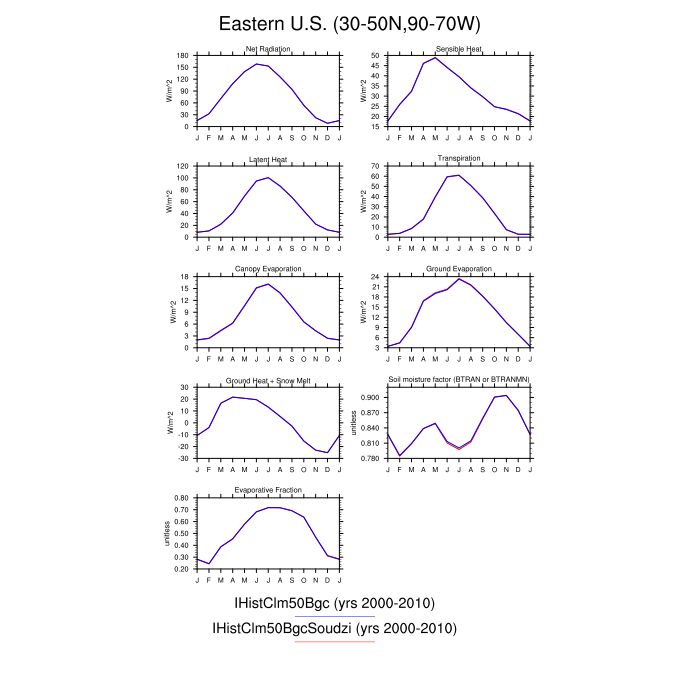 Eastern U.S. (30-50N,90-70W)
Net Radiation
W/m^2
180
150
120
90
60
30
0
J F M A M J J A S O N D J
Sensible Heat
W/m^2
50
45
40
35
30
25
20
15
J F M A M J J A S O N D J
Latent Heat
W/m^2
120
100
80
60
40
20
0
J F M A M J J A S O N D J
Transpiration
W/m^2
70
60
50
40
30
20
10
0
J F M A M J J A S O N D J
Canopy Evaporation
W/m^2
18
15
12
9
6
3
0
J F M A M J J A S O N D J
Ground Evaporation
W/m^2
24
21
18
15
12
9
6
3
J F M A M J J A S O N D J
Ground Heat + Snow Melt
W/m^2
30
20
10
0
-10
-20
-30
J F M A M J J A S O N D J
Soil moisture factor (BTRAN or BTRANMN)
unitless
0.900
0.870
0.840
0.810
0.780
J F M A M J J A S O N D J
Evaporative Fraction
unitless
0.80
0.70
0.60
0.50
0.40
0.30
0.20
J F M A M J J A S O N D J
IHistClm50Bgc (yrs 2000-2010)
IHistClm50BgcSoudzi (yrs 2000-2010)